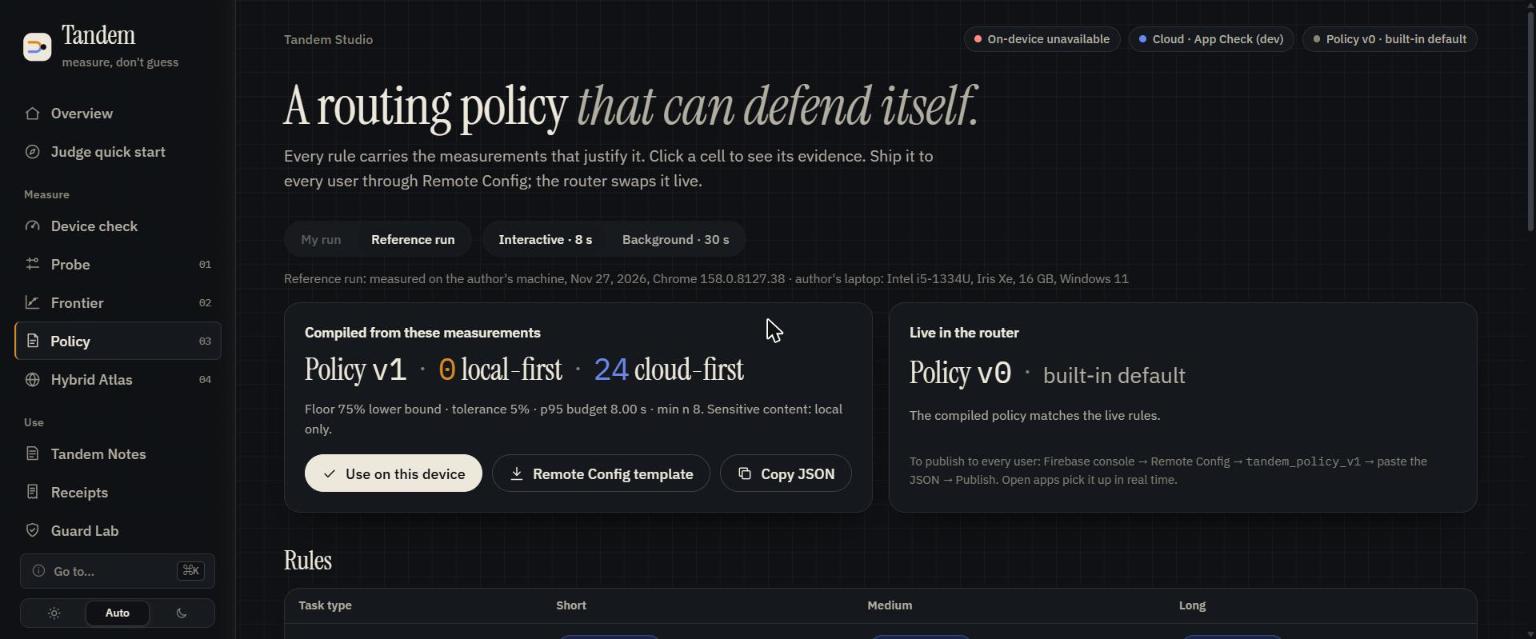 Tandem
measure, don't guess
Overview
Judge quick start
Measure
Device check
Probe 01
Frontier 02
Policy 03
Hybrid Atlas 04
Use
Tandem Notes
Receipts
Guard Lab
Go to... ⌘K
Auto
Tandem Studio
On-device unavailable
Cloud · App Check (dev)
Policy v0 · built-in default
A routing policy that can defend itself.
Every rule carries the measurements that justify it. Click a cell to see its evidence. Ship it to
every user through Remote Config; the router swaps it live.
My run Reference run Interactive · 8 s Background · 30 s
Reference run: measured on the author's machine, Nov 27, 2026, Chrome 158.0.8127.38 · author's laptop: Intel i5-1334U, Iris Xe, 16 GB, Windows 11
Compiled from these measurements
Policy v1 · 0 local-first · 24 cloud-first
Floor 75% lower bound · tolerance 5% · p95 budget 8.00 s · min n 8. Sensitive content: local
only.
Use on this device Remote Config template Copy JSON
Live in the router
Policy v0 · built-in default
The compiled policy matches the live rules.
To publish to every user: Firebase console → Remote Config → tandem_policy_v1 → paste the
JSON → Publish. Open apps pick it up in real time.
Rules
Task type Short Medium Long